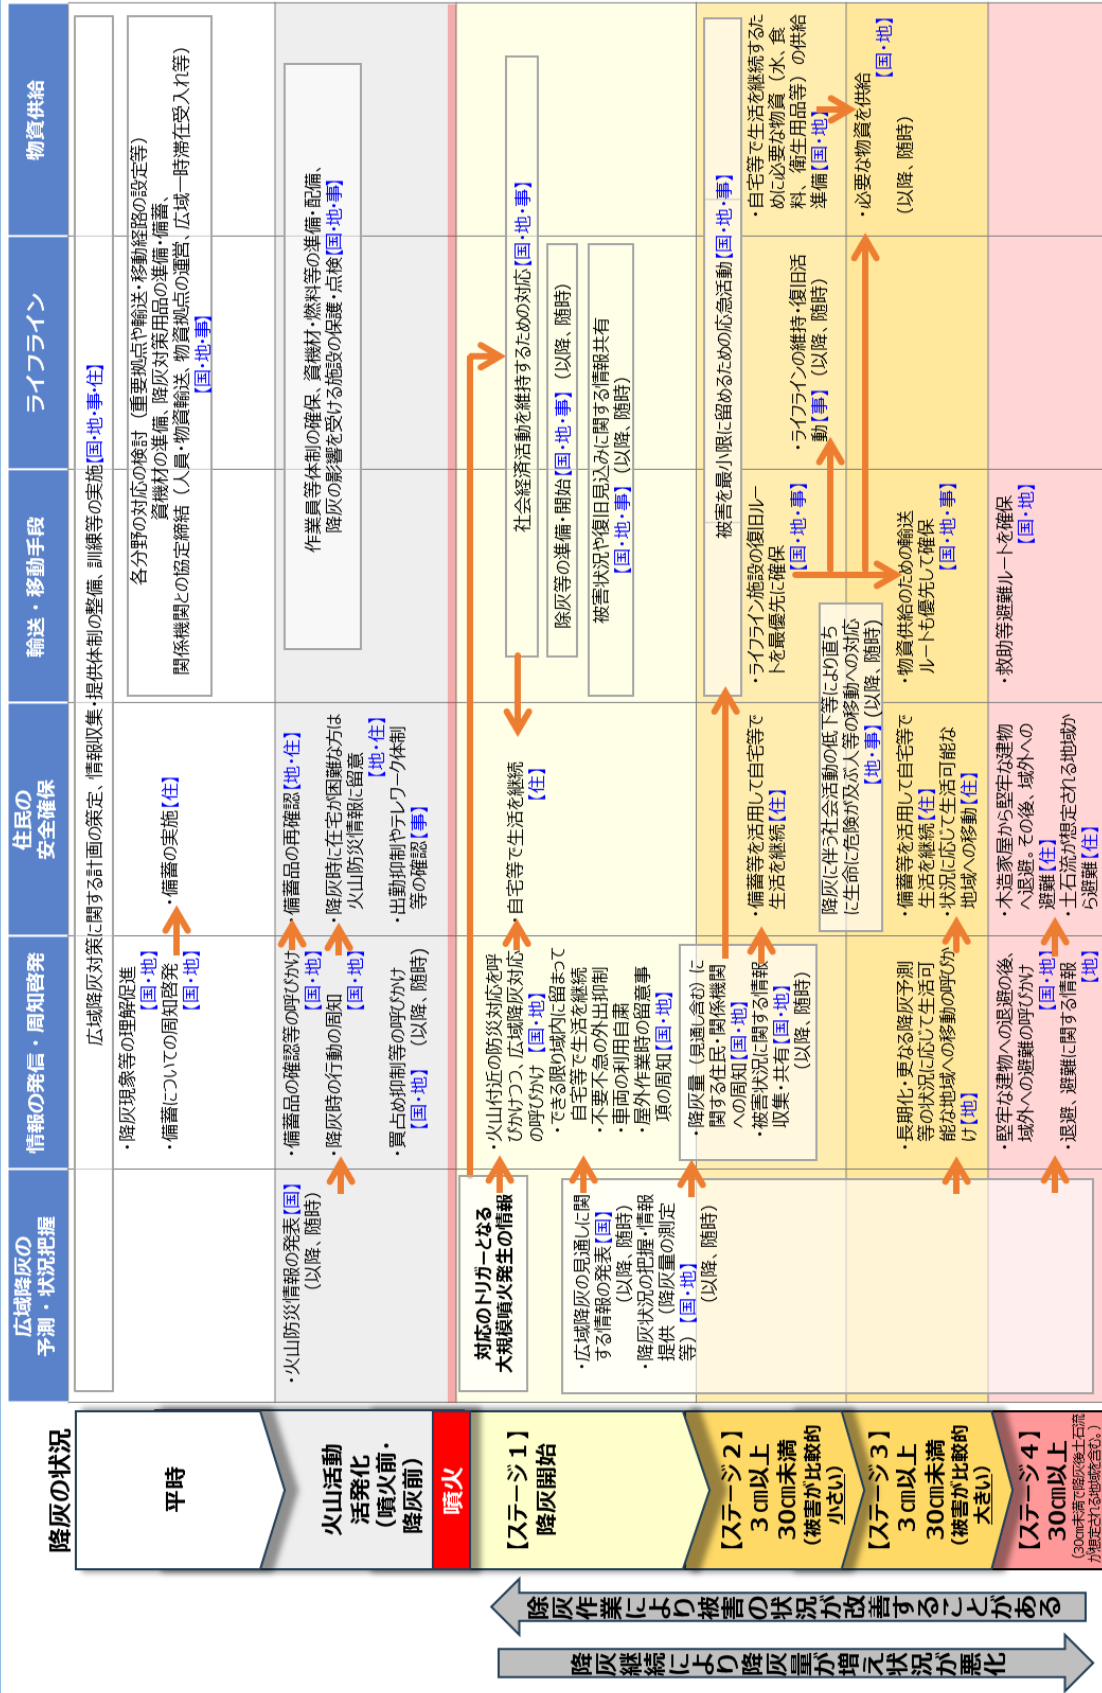 降灰の状況
広域降灰の
予測・状況把握
情報の発信・周知啓発
住民の
安全確保
輸送・移動手段
ライフライン
物資供給
平時
広域降灰対策に関する計画の策定、情報収集・提供体制の整備、訓練等の実施【国・地・事・住】
・降灰現象等の理解促進
【国・地】
・備蓄についての周知啓発
【国・地】
・備蓄の実施【住】
各分野の対応の検討（重要拠点や輸送・移動経路の設定等）
資機材の準備、降灰対策用品の準備・備蓄、
関係機関との協定締結（人員・物資輸送、物資拠点の運営、広域一時滞在受入れ等）
【国・地・事】
火山活動
活発化
（噴火前・
降灰前）
・火山防災情報の発表【国】
（以降、随時）
・備蓄品の確認等の呼びかけ
【国・地】
・降灰時の行動の周知
【国・地】
・買占め抑制等の呼びかけ
【国・地】　（以降、随時）
・備蓄品の再確認【地・住】
・降灰時に在宅が困難な方は
火山防災情報に留意
【地・住】
・出勤抑制やテレワーク体制
等の確認【事】
作業員等体制の確保、資機材・燃料等の準備・配備、
降灰の影響を受ける施設の保護・点検【国・地・事】
噴火
【ステージ１】
降灰開始
対応のトリガーとなる
大規模噴火発生の情報
・広域降灰の見通しに関
する情報の発表【国】
（以降、随時）
・降灰状況の把握・情報
提供（降灰量の測定
等）【国・地】
（以降、随時）
・火山付近の防災対応を呼
びかけつつ、広域降灰対応
の呼びかけ　【国・地】
・できる限り域内に留まって
自宅等で生活を継続
・不要不急の外出抑制
・車両の利用自粛
・屋外作業時の留意事
項の周知【国・地】
・自宅等で生活を継続
【住】
社会経済活動を維持するための対応【国・地・事】
除灰等の準備・開始【国・地・事】（以降、随時）
被害状況や復旧見込みに関する情報共有
【国・地・事】（以降、随時）
【ステージ２】
３㎝以上
30㎝未満
（被害が比較的
小さい）
・降灰量（見通し含む）に
関する住民・関係機関
への周知【国・地】
・被害状況に関する情報
収集・共有【国・地】
（以降、随時）
・備蓄等を活用して自宅等で
生活を継続【住】
被害を最小限に留めるための応急活動【国・地・事】
・ライフライン施設の復旧ルー
トを最優先に確保
【国・地・事】
・ライフラインの維持・復旧活
動【事】（以降、随時）
・自宅等で生活を継続するた
めに必要な物資（水、食
料、衛生用品等）の供給
準備【国・地】
降灰に伴う社会活動の低下等により直ち
に生命に危険が及ぶ人等の移動への対応
【地・事】（以降、随時）
【ステージ３】
３㎝以上
30㎝未満
（被害が比較的
大きい）
・長期化・更なる降灰予測
等の状況に応じて生活可
能な地域への移動の呼びか
け【地】
・備蓄等を活用して自宅等で
生活を継続【住】
・状況に応じて生活可能な
地域への移動【住】
・物資供給のための輸送
ルートも優先して確保
【国・地・事】
・必要な物資を供給
【国・地】
（以降、随時）
【ステージ４】
30㎝以上
（30㎝未満で降灰後土石流
が想定される地域を含む。）
・堅牢な建物への退避の後、
域外への避難の呼びかけ
【国・地】
・退避、避難に関する情報
【地】
・木造家屋から堅牢な建物
へ退避。その後、域外への
避難【住】
・土石流が想定される地域か
ら避難【住】
・救助等避難ルートを確保
【国・地】
除灰作業により被害の状況が改善することがある
降灰継続により降灰量が増え状況が悪化